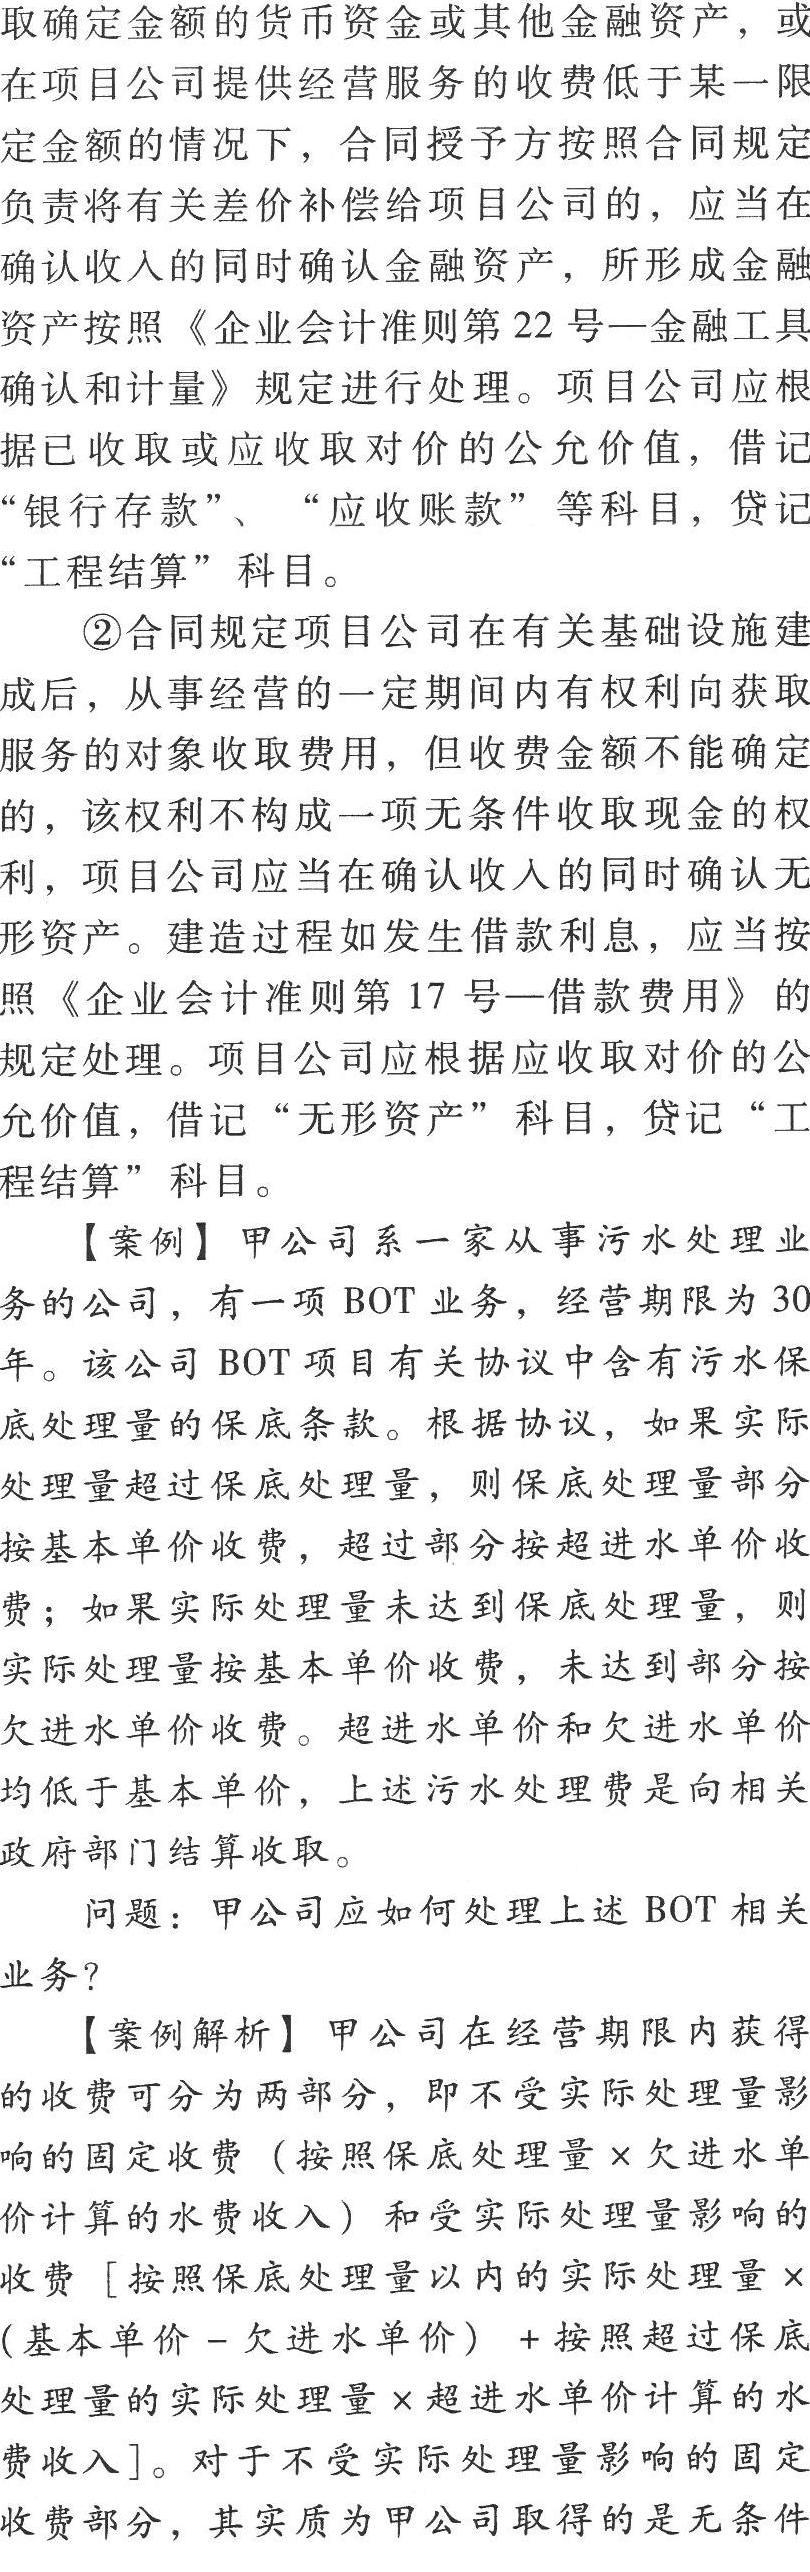 取确定金额的货币资金或其他金融资产，或
在项目公司提供经营服务的收费低于某一限
定金额的情况下，合同授予方按照合同规定
负责将有关差价补偿给项目公司的，应当在
确认收入的同时确认金融资产，所形成金融
资产按照《企业会计准则第 22 号—金融工具
确认和计量》规定进行处理。项目公司应根
据已收取或应收取对价的公允价值，借记
“银行存款”、“应收账款”等科目，贷记
“工程结算”科目。
②合同规定项目公司在有关基础设施建
成后，从事经营的一定期间内有权利向获取
服务的对象收取费用，但收费金额不能确定
的，该权利不构成一项无条件收取现金的权
利，项目公司应当在确认收入的同时确认无
形资产。建造过程如发生借款利息，应当按
照《企业会计准则第 17 号—借款费用》的
规定处理。项目公司应根据应收取对价的公
允价值，借记“无形资产”科目，贷记“工
程结算”科目。
【案例】甲公司系一家从事污水处理业
务的公司，有一项 BOT 业务，经营期限为 30
年。该公司 BOT 项目有关协议中含有污水保
底处理量的保底条款。根据协议，如果实际
处理量超过保底处理量，则保底处理量部分
按基本单价收费，超过部分按超进水单价收
费；如果实际处理量未达到保底处理量，则
实际处理量按基本单价收费，未达到部分按
欠进水单价收费。超进水单价和欠进水单价
均低于基本单价，上述污水处理费是向相关
政府部门结算收取。
问题：甲公司应如何处理上述 BOT 相关
业务？
【案例解析】甲公司在经营期限内获得
的收费可分为两部分，即不受实际处理量影
响的固定收费（按照保底处理量×欠进水单
价计算的水费收入）和受实际处理量影响的
收费［按照保底处理量以内的实际处理量×
（基本单价－欠进水单价）＋按照超过保底
处理量的实际处理量×超进水单价计算的水
费收入］。对于不受实际处理量影响的固定
收费部分，其实质为甲公司取得的是无条件